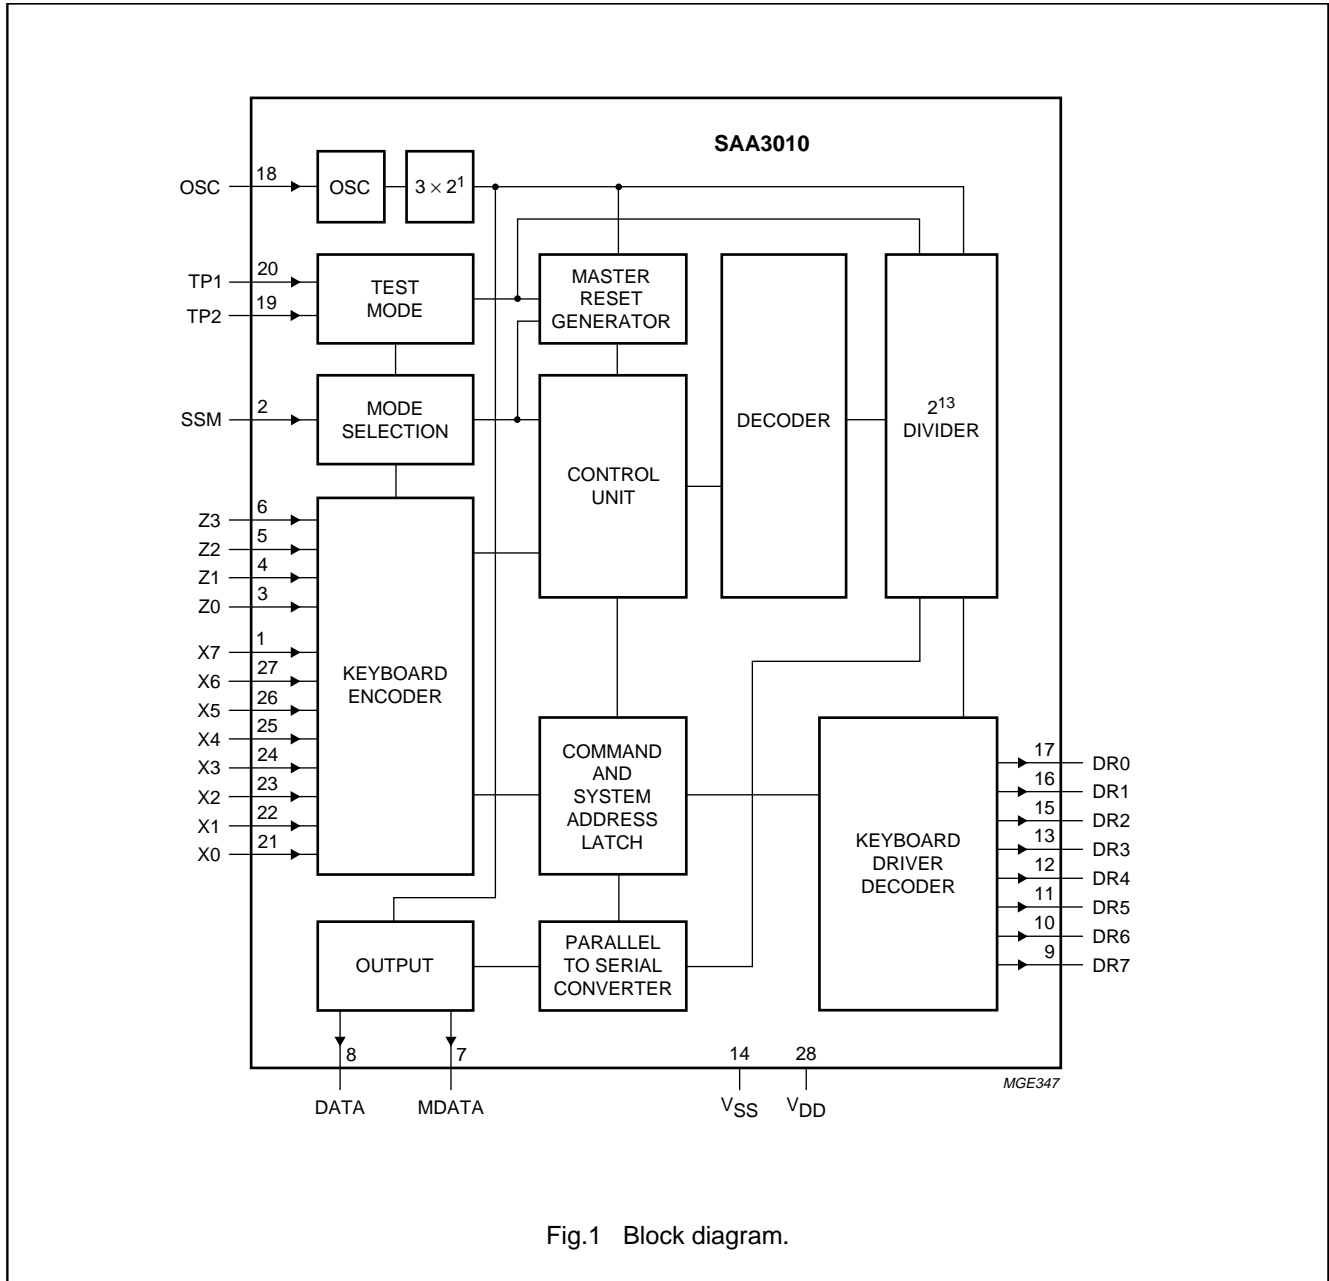 SAA3010
OSC 18 OSC 3 × 2¹
TP1 20
TP2 19
TEST
MODE
MASTER
RESET
GENERATOR
SSM 2
MODE
SELECTION
CONTROL
UNIT
DECODER
2¹³
DIVIDER
Z3 6
Z2 5
Z1 4
Z0 3
X7 1
X6 27
X5 26
X4 25
X3 24
X2 23
X1 22
X0 21
KEYBOARD
ENCODER
COMMAND
AND
SYSTEM
ADDRESS
LATCH
KEYBOARD
DRIVER
DECODER
17 DR0
16 DR1
15 DR2
13 DR3
12 DR4
11 DR5
10 DR6
9 DR7
OUTPUT
PARALLEL
TO SERIAL
CONVERTER
8 7 14 28
DATA MDATA VSS VDD
MGE347
Fig.1 Block diagram.